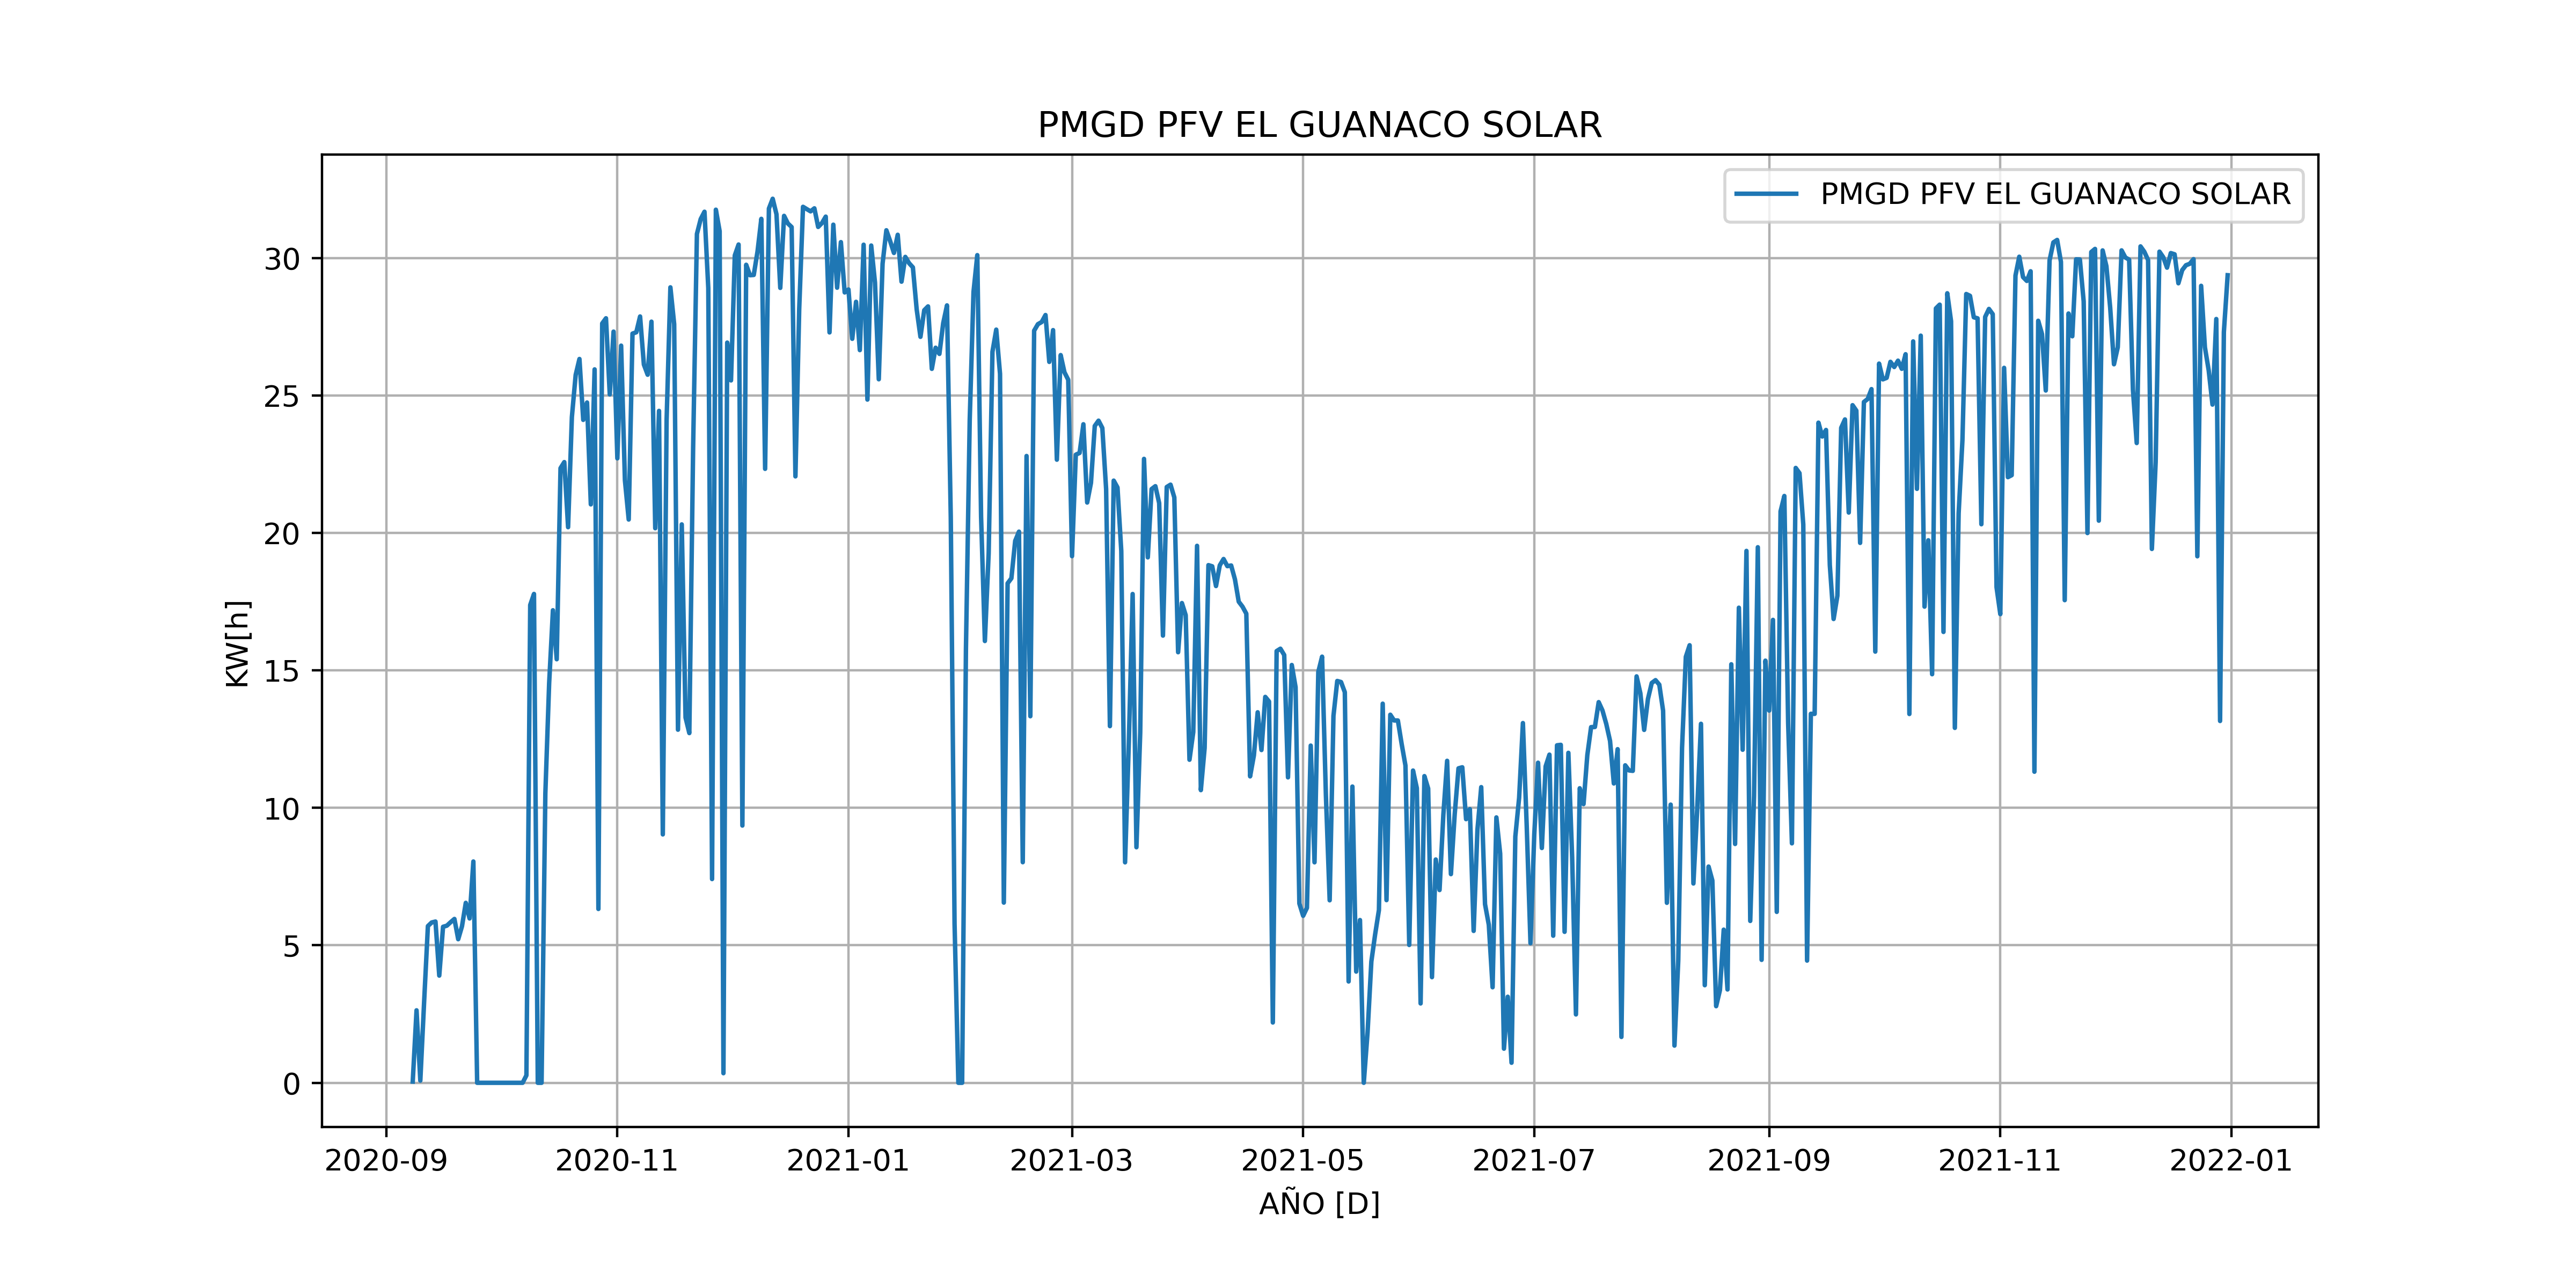 PMGD PFV EL GUANACO SOLAR
PMGD PFV EL GUANACO SOLAR
30
25
20
15
10
5
0
KW[h]
2020-09 2020-11 2021-01 2021-03 2021-05 2021-07 2021-09 2021-11 2022-01
AÑO [D]